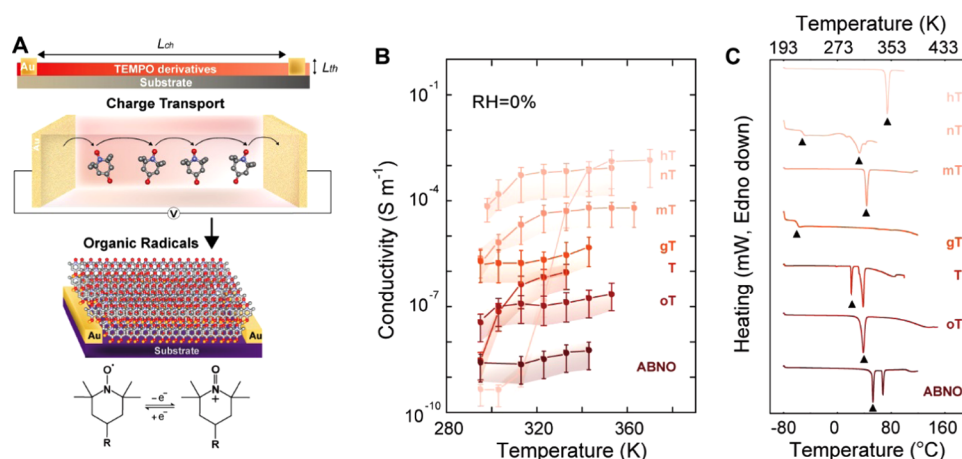 A
Lch
Au
TEMPO derivatives
Lth
Substrate
Charge Transport
Au
V
Organic Radicals
Au
Au
Substrate
O•
N
R
−e−
+e−
O
N
+
R
B
RH=0%
10-1
10-4
10-7
10-10
Conductivity (S m-1)
hT
nT
mT
gT
T
oT
ABNO
280
320
360
400
Temperature (K)
C
Temperature (K)
193
273
353
433
Heating (mW, Edno down)
hT
nT
mT
gT
T
oT
ABNO
-80
0
80
160
Temperature (°C)